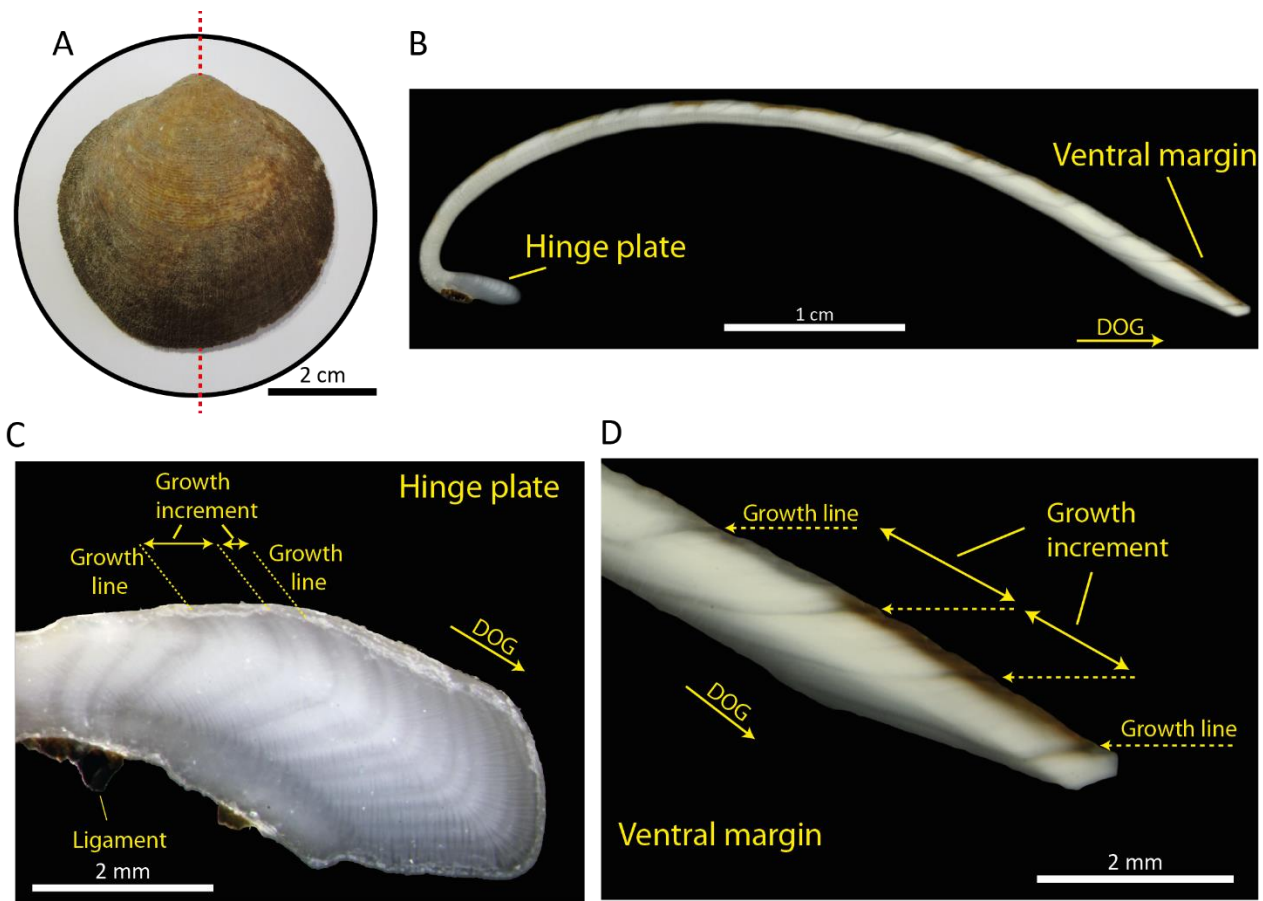 A
2 cm
B
Ventral margin
Hinge plate
1 cm
DOG
C
Growth
increment
Hinge plate
Growth
line
Growth
line
DOG
Ligament
2 mm
D
Growth line
Growth
increment
DOG
Growth line
Ventral margin
2 mm